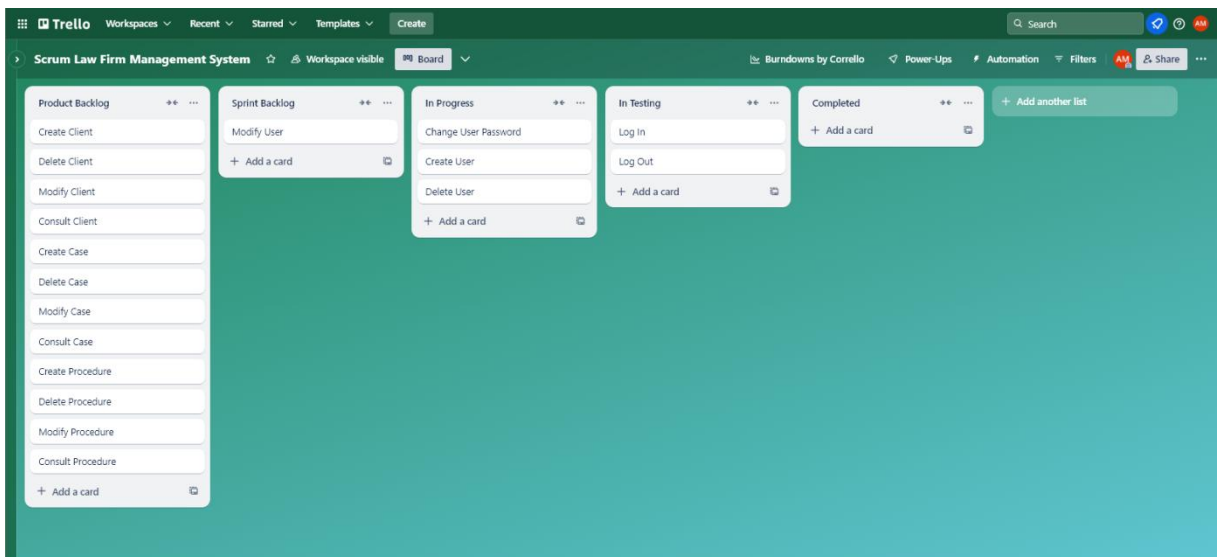 Trello Workspaces Recent Starred Templates Create Search AM
Scrum Law Firm Management System Workspace visible Board Burndowns by Corrello Power-Ups Automation Filters AM Share
Product Backlog
Create Client
Delete Client
Modify Client
Consult Client
Create Case
Delete Case
Modify Case
Consult Case
Create Procedure
Delete Procedure
Modify Procedure
Consult Procedure
+ Add a card
Sprint Backlog
Modify User
+ Add a card
In Progress
Change User Password
Create User
Delete User
+ Add a card
In Testing
Log In
Log Out
+ Add a card
Completed
+ Add a card
+ Add another list